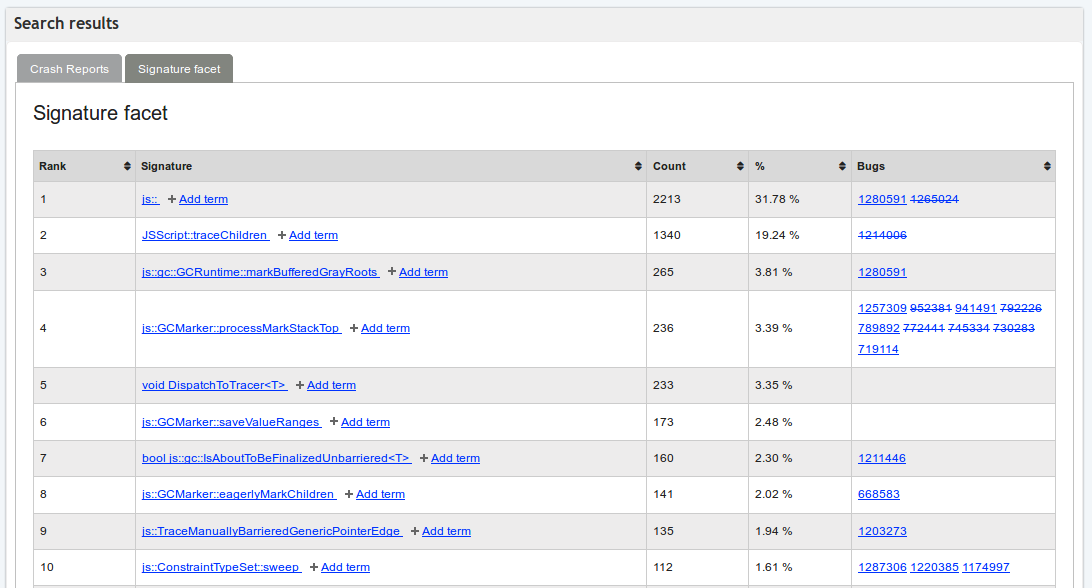 Search results
Crash Reports Signature facet
Signature facet
Rank Signature Count % Bugs
1 js:: + Add term 2213 31.78 % 1280591 1265024
2 JSScript::traceChildren + Add term 1340 19.24 % 1214006
3 js::gc::GCRuntime::markBufferedGrayRoots + Add term 265 3.81 % 1280591
4 js::GCMarker::processMarkStackTop + Add term 236 3.39 % 1257309 952381 941491 792226
789892 772441 745334 730283
719114
5 void DispatchToTracer<T> + Add term 233 3.35 %
6 js::GCMarker::saveValueRanges + Add term 173 2.48 %
7 bool js::gc::IsAboutToBeFinalizedUnbarriered<T> + Add term 160 2.30 % 1211446
8 js::GCMarker::eagerlyMarkChildren + Add term 141 2.02 % 668583
9 js::TraceManuallyBarrieredGenericPointerEdge + Add term 135 1.94 % 1203273
10 js::ConstraintTypeSet::sweep + Add term 112 1.61 % 1287306 1220385 1174997